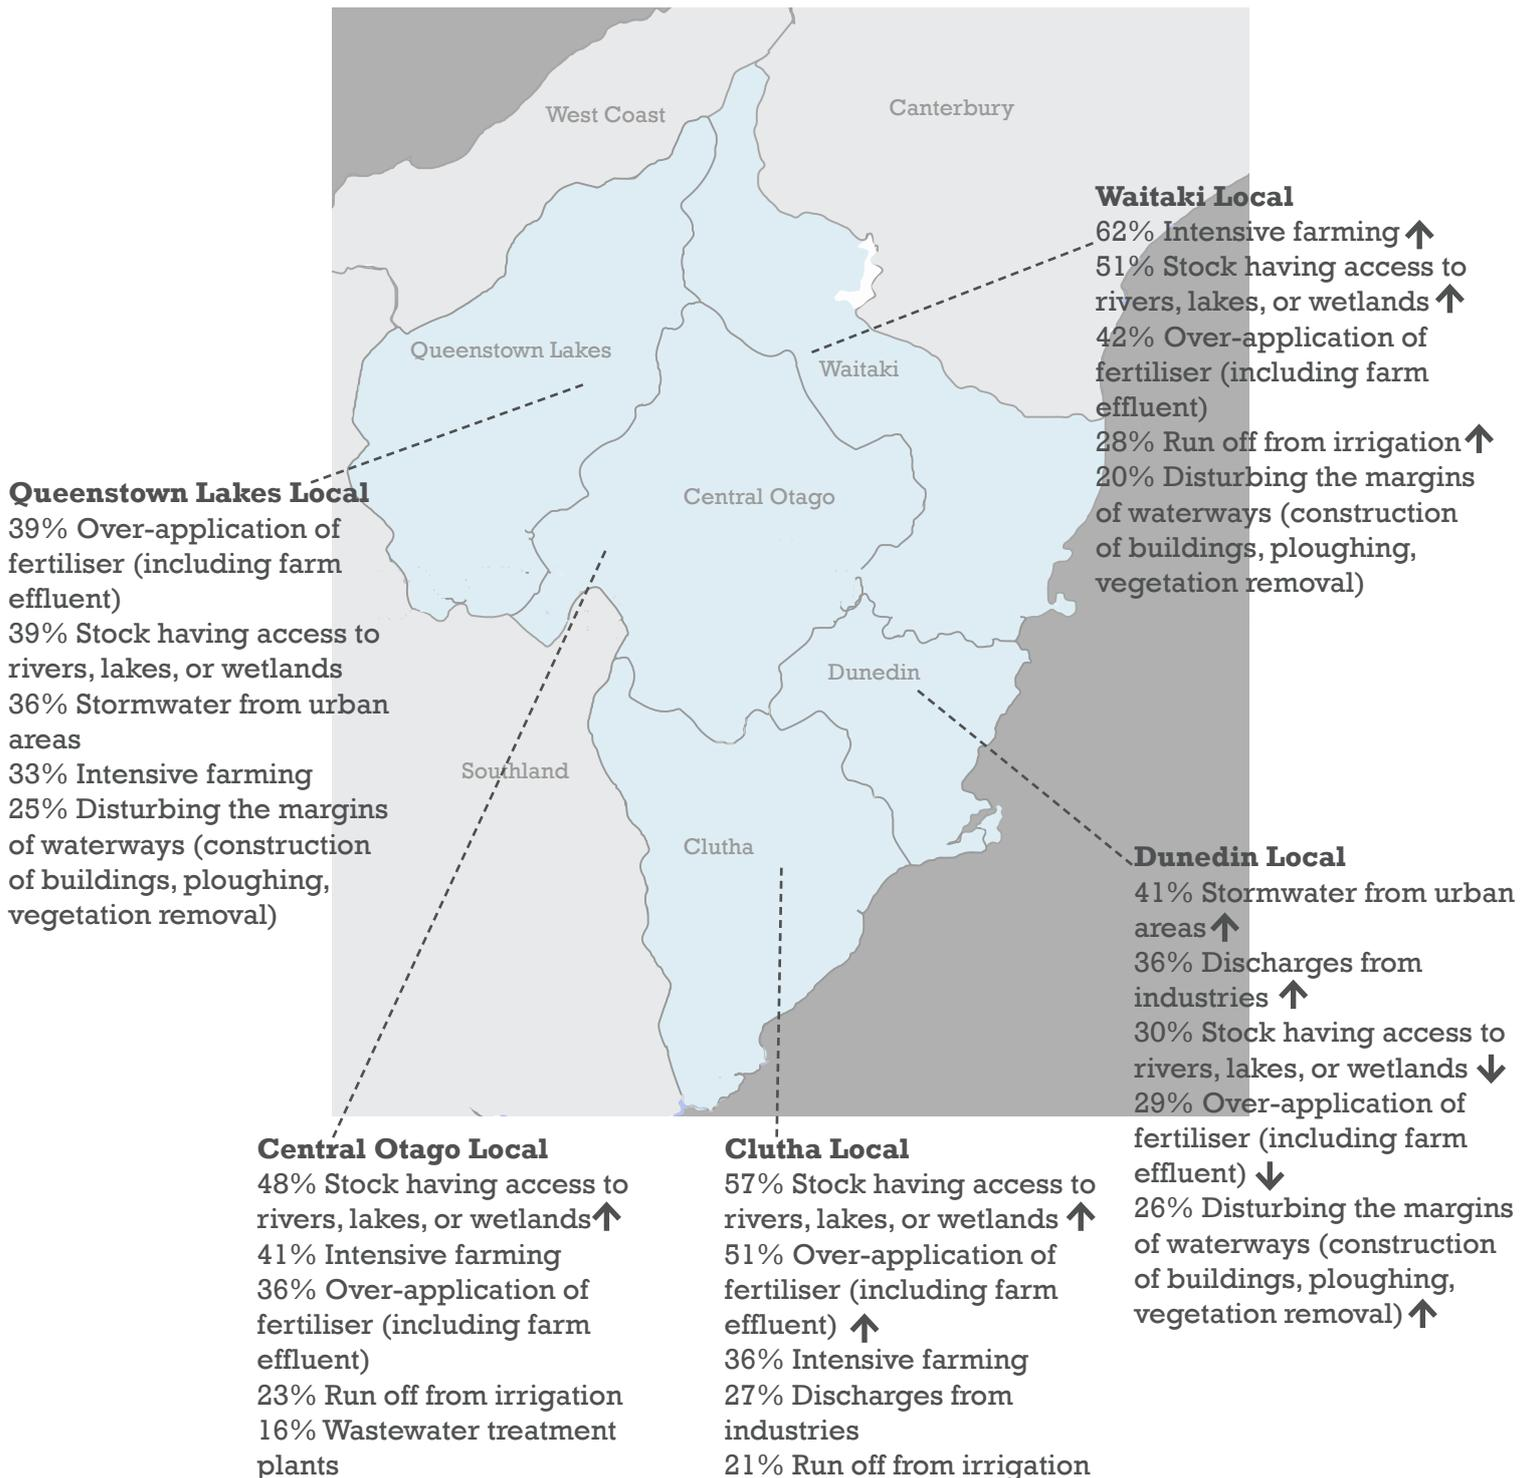 West Coast
Canterbury
Queenstown Lakes
Waitaki
Central Otago
Dunedin
Southland
Clutha
Waitaki Local
62% Intensive farming ↑
51% Stock having access to
rivers, lakes, or wetlands ↑
42% Over-application of
fertiliser (including farm
effluent)
28% Run off from irrigation ↑
20% Disturbing the margins
of waterways (construction
of buildings, ploughing,
vegetation removal)
Queenstown Lakes Local
39% Over-application of
fertiliser (including farm
effluent)
39% Stock having access to
rivers, lakes, or wetlands
36% Stormwater from urban
areas
33% Intensive farming
25% Disturbing the margins
of waterways (construction
of buildings, ploughing,
vegetation removal)
Dunedin Local
41% Stormwater from urban
areas ↑
36% Discharges from
industries ↑
30% Stock having access to
rivers, lakes, or wetlands ↓
29% Over-application of
fertiliser (including farm
effluent) ↓
26% Disturbing the margins
of waterways (construction
of buildings, ploughing,
vegetation removal) ↑
Central Otago Local
48% Stock having access to
rivers, lakes, or wetlands ↑
41% Intensive farming
36% Over-application of
fertiliser (including farm
effluent)
23% Run off from irrigation
16% Wastewater treatment
plants
Clutha Local
57% Stock having access to
rivers, lakes, or wetlands ↑
51% Over-application of
fertiliser (including farm
effluent) ↑
36% Intensive farming
27% Discharges from
industries
21% Run off from irrigation